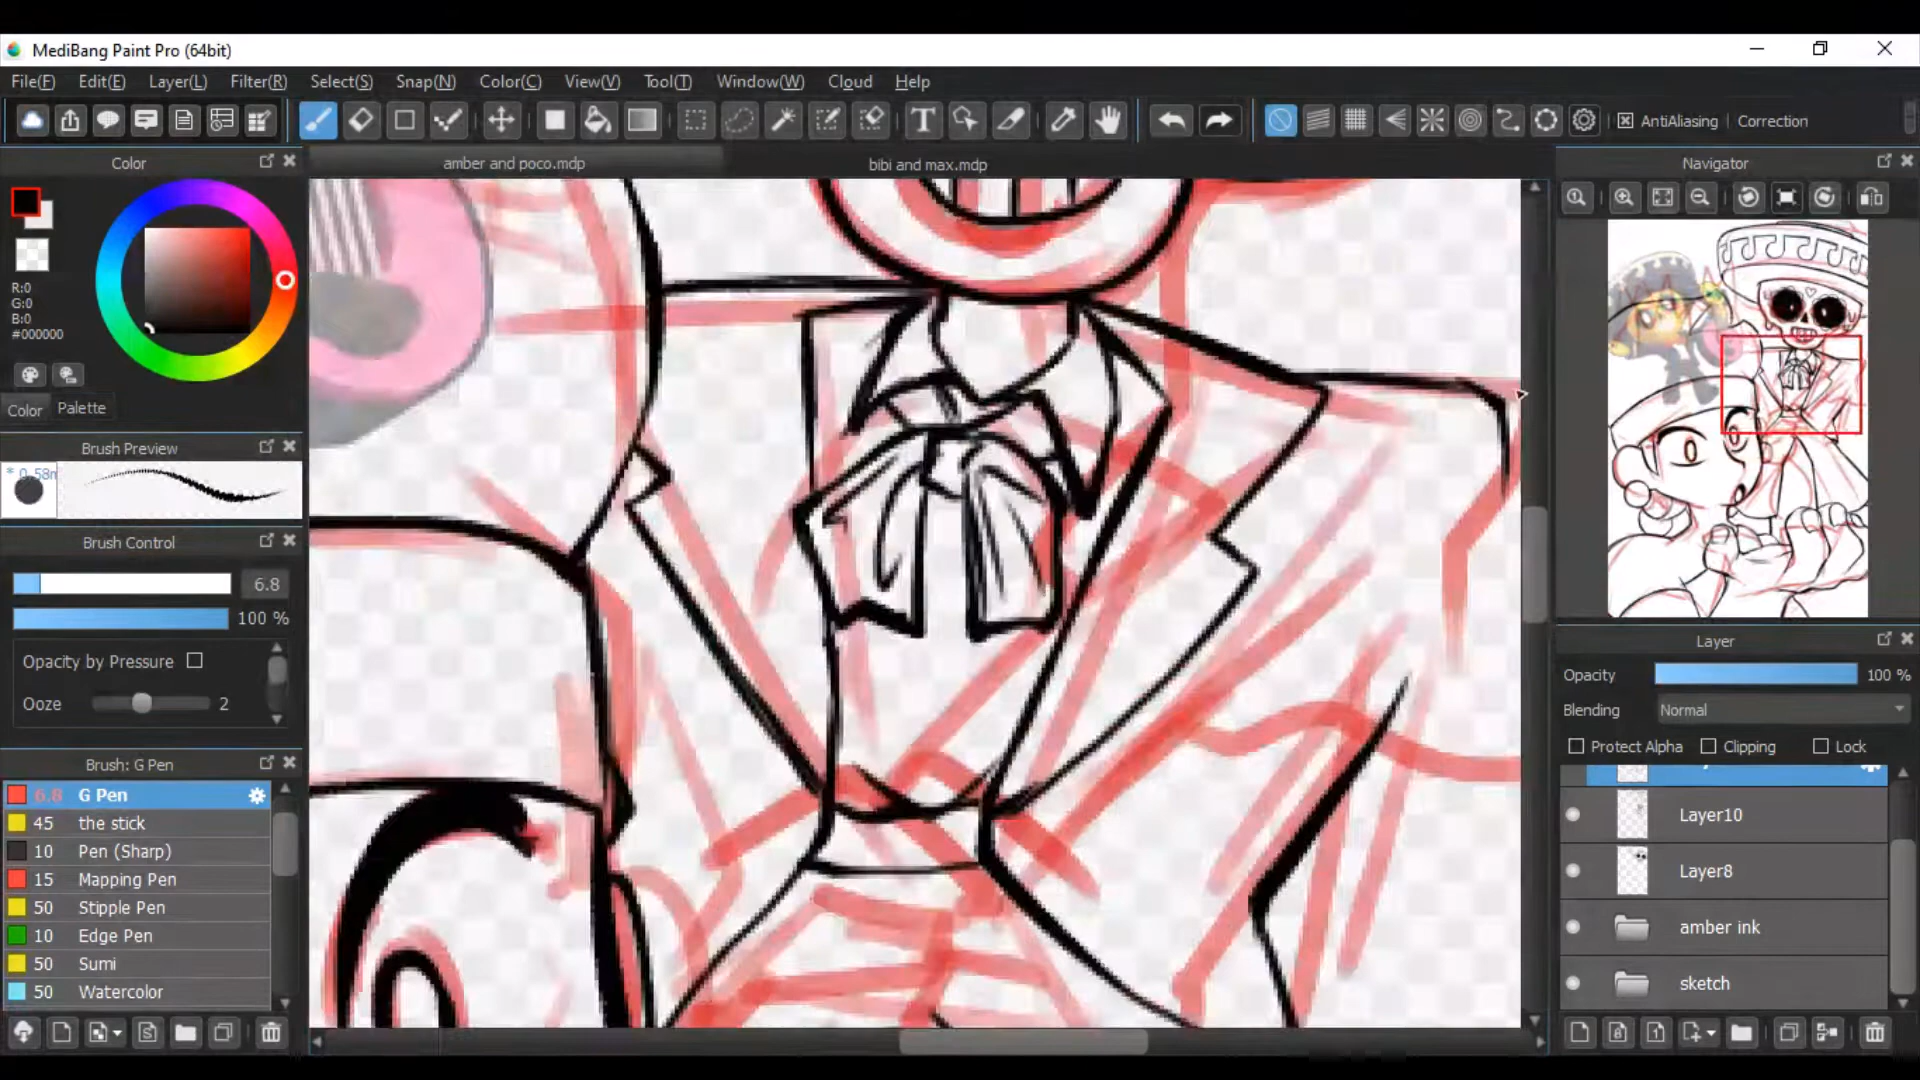 MediBang Paint Pro (64bit)
File(F) Edit(E) Layer(L) Filter(R) Select(S) Snap(N) Color(C) View(V) Tool(T) Window(W) Cloud Help
AntiAliasing Correction
Color
amber and poco.mdp
bibi and max.mdp
Navigator
R:0
G:0
B:0
#000000
Color Palette
Brush Preview
Brush Control
6.8
100 %
Opacity by Pressure
Ooze 2
Brush: G Pen
6.8 G Pen
45 the stick
10 Pen (Sharp)
15 Mapping Pen
50 Stipple Pen
10 Edge Pen
50 Sumi
50 Watercolor
Layer
Opacity 100 %
Blending Normal
Protect Alpha Clipping Lock
Layer10
Layer8
amber ink
sketch